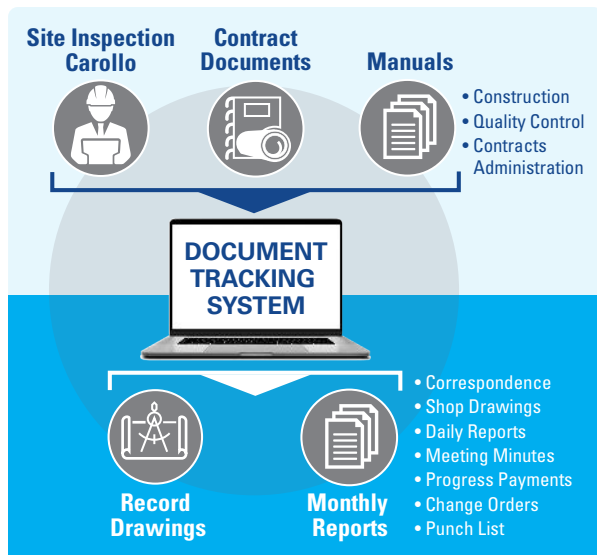 Site Inspection
Carollo
Contract
Documents
Manuals
• Construction
• Quality Control
• Contracts
Administration
DOCUMENT
TRACKING
SYSTEM
Record
Drawings
Monthly
Reports
• Correspondence
• Shop Drawings
• Daily Reports
• Meeting Minutes
• Progress Payments
• Change Orders
• Punch List